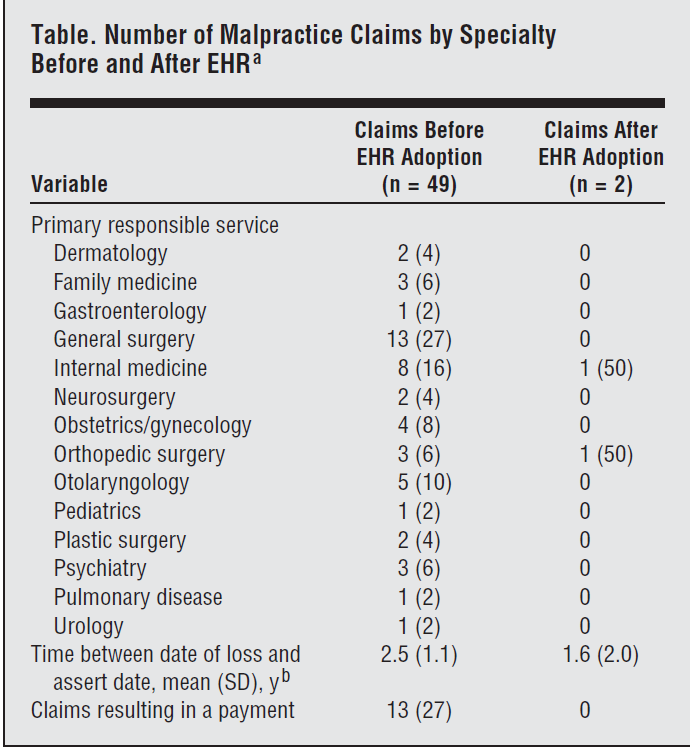 Table. Number of Malpractice Claims by Specialty
Before and After EHRᵃ
Claims Before Claims After
EHR Adoption EHR Adoption
Variable (n = 49) (n = 2)
Primary responsible service
Dermatology 2 (4) 0
Family medicine 3 (6) 0
Gastroenterology 1 (2) 0
General surgery 13 (27) 0
Internal medicine 8 (16) 1 (50)
Neurosurgery 2 (4) 0
Obstetrics/gynecology 4 (8) 0
Orthopedic surgery 3 (6) 1 (50)
Otolaryngology 5 (10) 0
Pediatrics 1 (2) 0
Plastic surgery 2 (4) 0
Psychiatry 3 (6) 0
Pulmonary disease 1 (2) 0
Urology 1 (2) 0
Time between date of loss and 2.5 (1.1) 1.6 (2.0)
assert date, mean (SD), yᵇ
Claims resulting in a payment 13 (27) 0